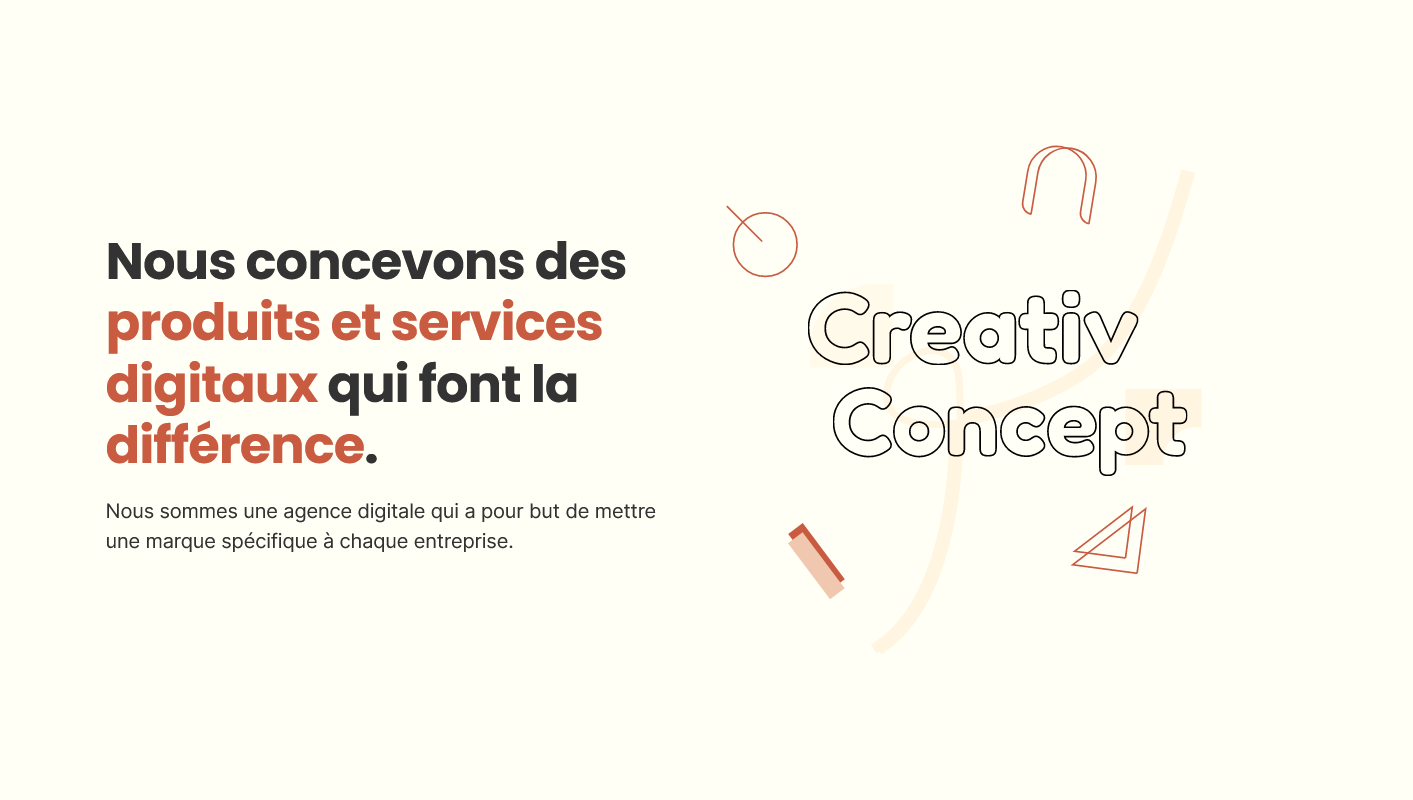 Nous concevons des
produits et services
digitaux qui font la
différence.
Nous sommes une agence digitale qui a pour but de mettre
une marque spécifique à chaque entreprise.
Creativ
Concept